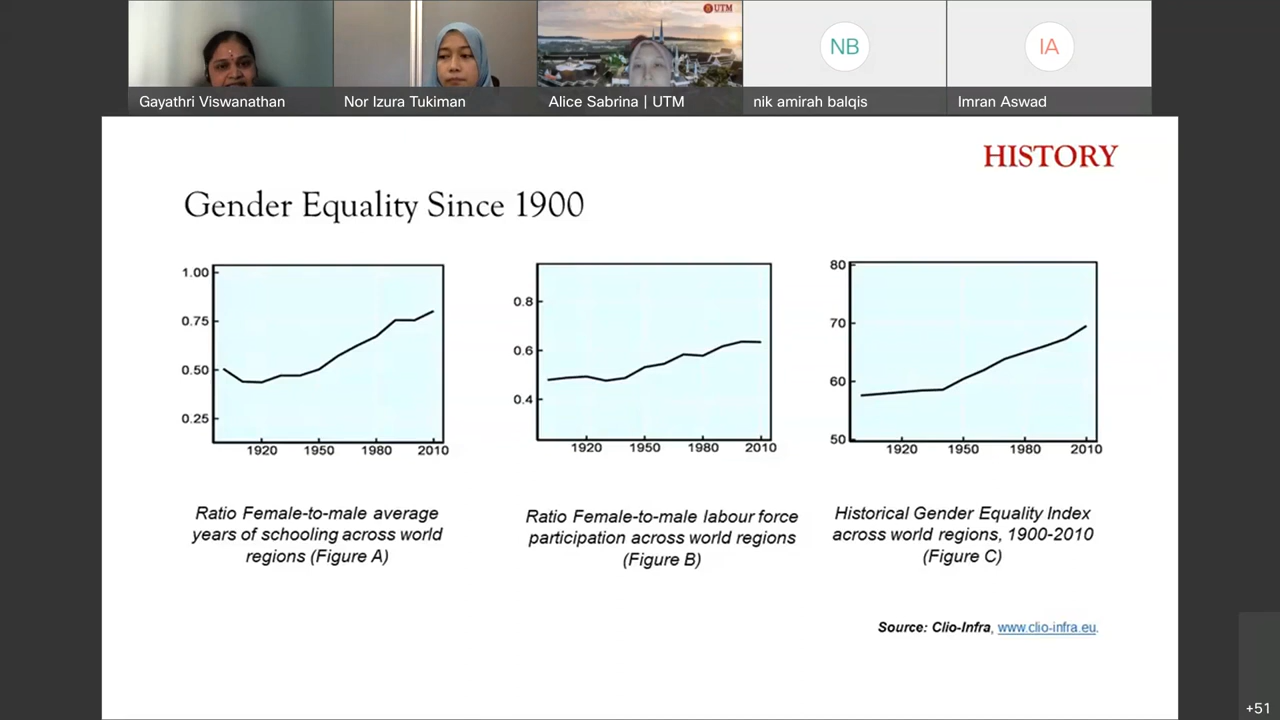 UTM
Gayathri Viswanathan
Nor Izura Tukiman
Alice Sabrina | UTM
NB
nik amirah balqis
IA
Imran Aswad
HISTORY
Gender Equality Since 1900
1.00
0.75
0.50
0.25
1920 1950 1980 2010
0.8
0.6
0.4
1920 1950 1980 2010
80
70
60
50
1920 1950 1980 2010
Ratio Female-to-male average
years of schooling across world
regions (Figure A)
Ratio Female-to-male labour force
participation across world regions
(Figure B)
Historical Gender Equality Index
across world regions, 1900-2010
(Figure C)
Source: Clio-Infra, www.clio-infra.eu.
+51